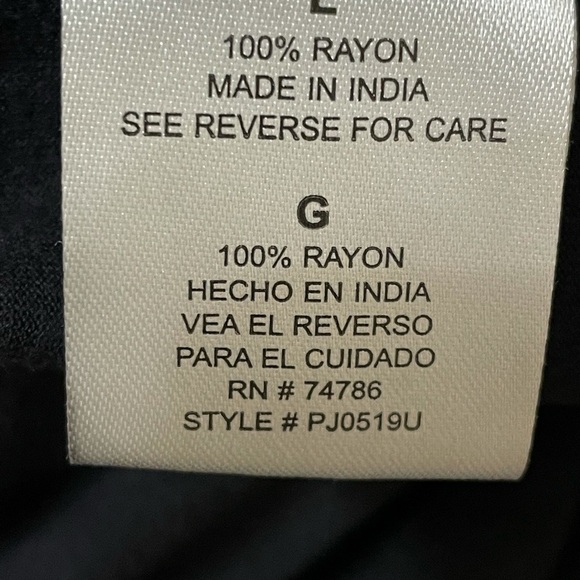 L
100% RAYON
MADE IN INDIA
SEE REVERSE FOR CARE
G
100% RAYON
HECHO EN INDIA
VEA EL REVERSO
PARA EL CUIDADO
RN # 74786
STYLE # PJ0519U